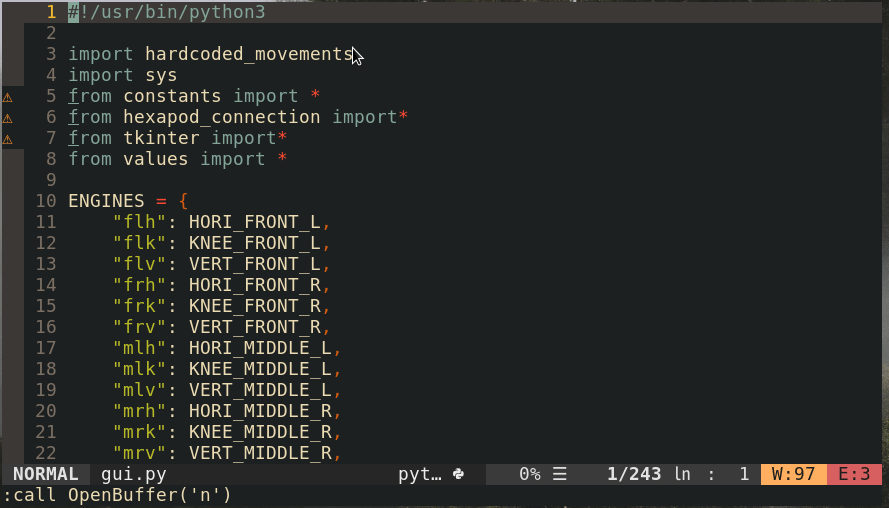 1 #!/usr/bin/python3
2
3 import hardcoded_movements
4 import sys
⚠ 5 from constants import *
⚠ 6 from hexapod_connection import*
⚠ 7 from tkinter import*
8 from values import *
9
10 ENGINES = {
11     "flh": HORI_FRONT_L,
12     "flk": KNEE_FRONT_L,
13     "flv": VERT_FRONT_L,
14     "frh": HORI_FRONT_R,
15     "frk": KNEE_FRONT_R,
16     "frv": VERT_FRONT_R,
17     "mlh": HORI_MIDDLE_L,
18     "mlk": KNEE_MIDDLE_L,
19     "mlv": VERT_MIDDLE_L,
20     "mrh": HORI_MIDDLE_R,
21     "mrk": KNEE_MIDDLE_R,
22     "mrv": VERT_MIDDLE_R,
NORMAL gui.py pyt… 0% ☰ 1/243 ln : 1 W:97 E:3
:call OpenBuffer('n')